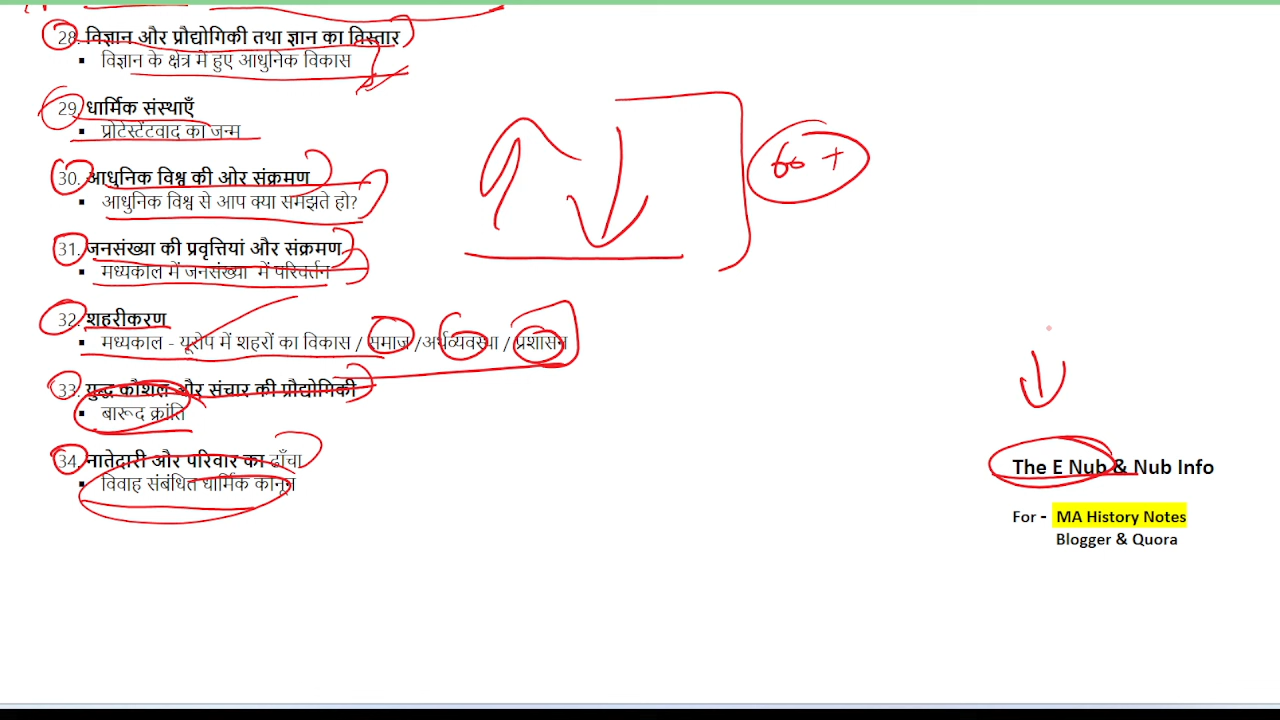 28. विज्ञान और प्रौद्योगिकी तथा ज्ञान का विस्तार
▪ विज्ञान के क्षेत्र में हुए आधुनिक विकास
29. धार्मिक संस्थाएँ
▪ प्रोटेस्टेंटवाद का जन्म
30. आधुनिक विश्व की ओर संक्रमण
▪ आधुनिक विश्व से आप क्या समझते हो?
31. जनसंख्या की प्रवृत्तियां और संक्रमण
▪ मध्यकाल में जनसंख्या में परिवर्तन
32. शहरीकरण
▪ मध्यकाल - यूरोप में शहरों का विकास / समाज /अर्थव्यवस्था / प्रशासन
33. युद्ध कौशल और संचार की प्रौद्योगिकी
▪ बारूद क्रांति
34. नातेदारी और परिवार का ढाँचा
▪ विवाह संबंधित धार्मिक कानून
60 +
The E Nub & Nub Info
For - MA History Notes
Blogger & Quora